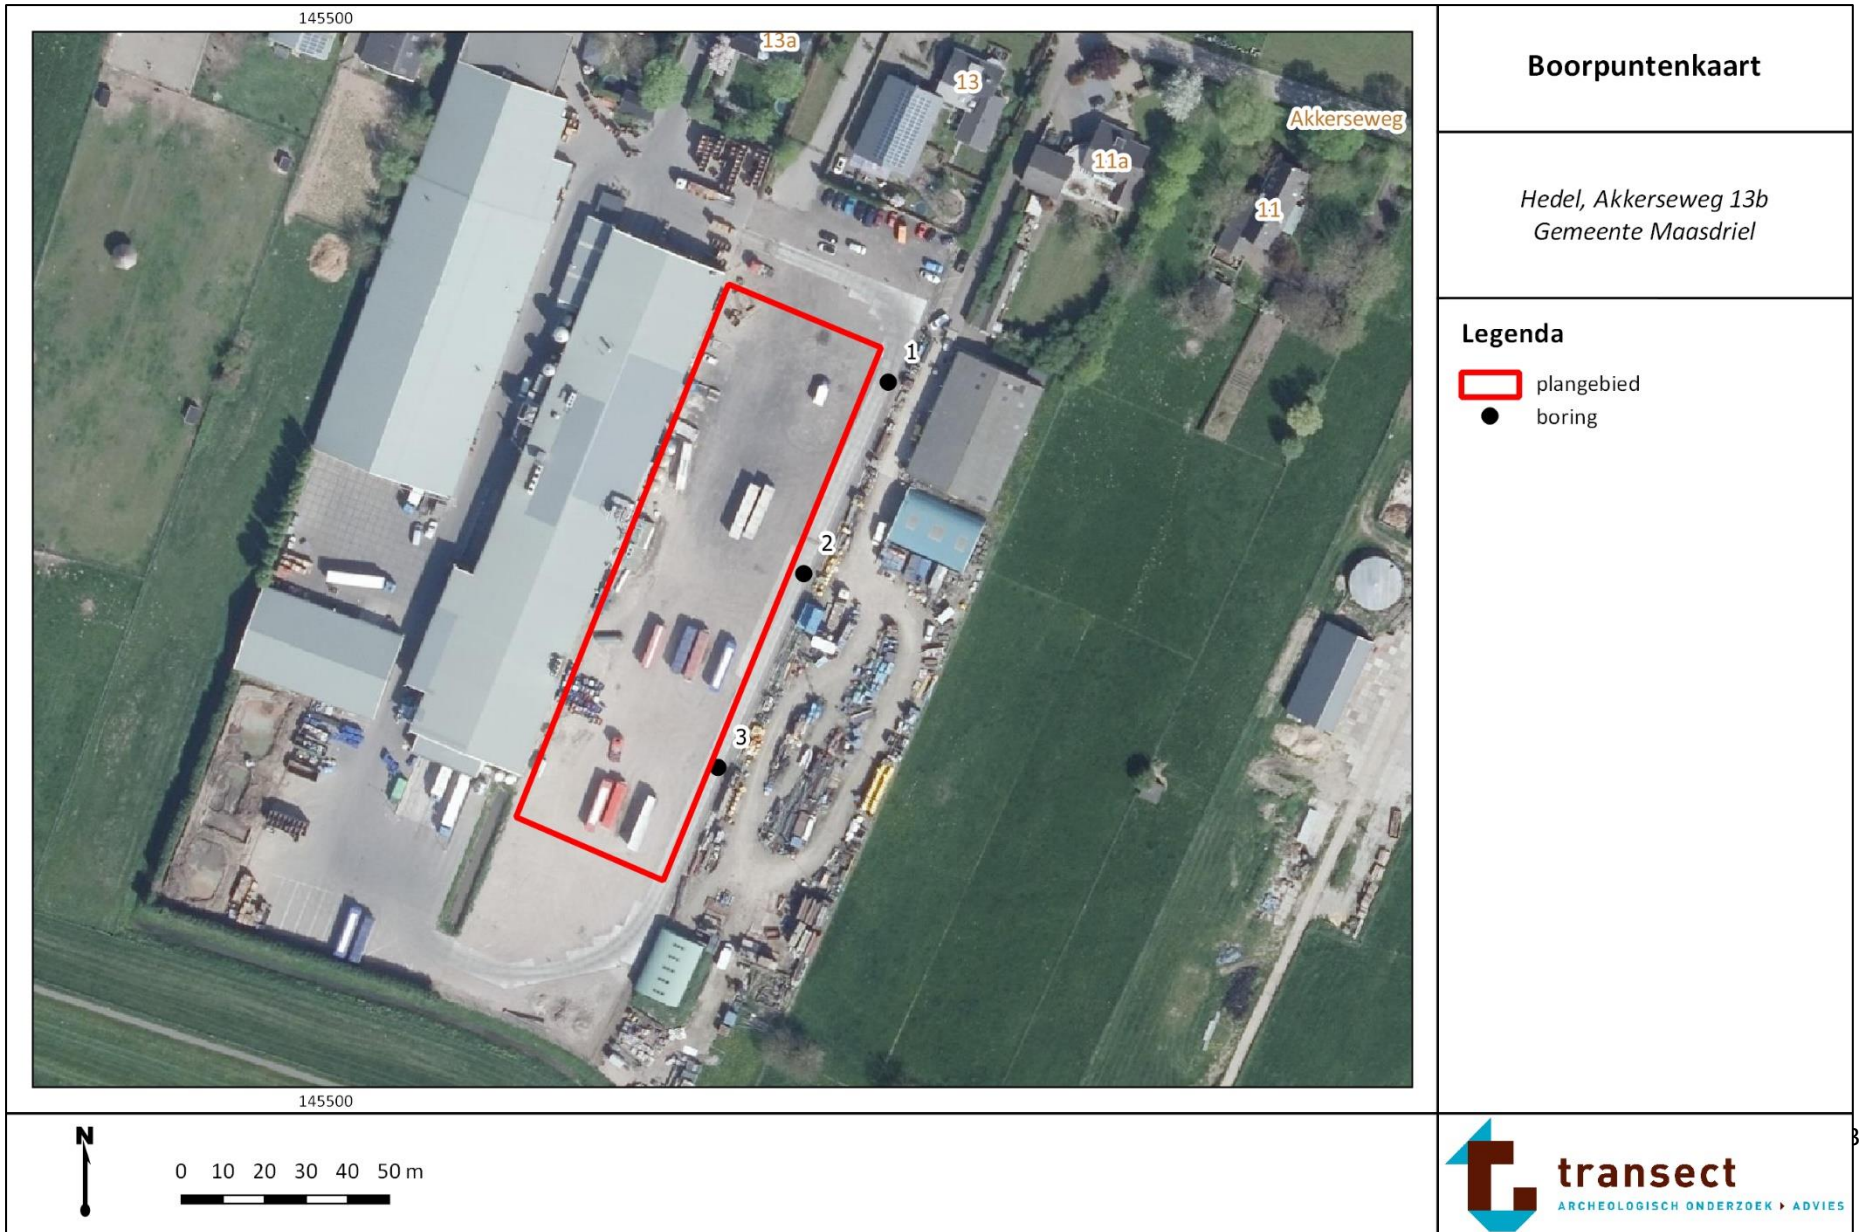 145500
13a
13
Akkerseweg
11a
11
1
2
3
145500
Boorpuntenkaart
Hedel, Akkerseweg 13b
Gemeente Maasdriel
Legenda
plangebied
boring
N
0 10 20 30 40 50 m
transect
ARCHEOLOGISCH ONDERZOEK ▸ ADVIES